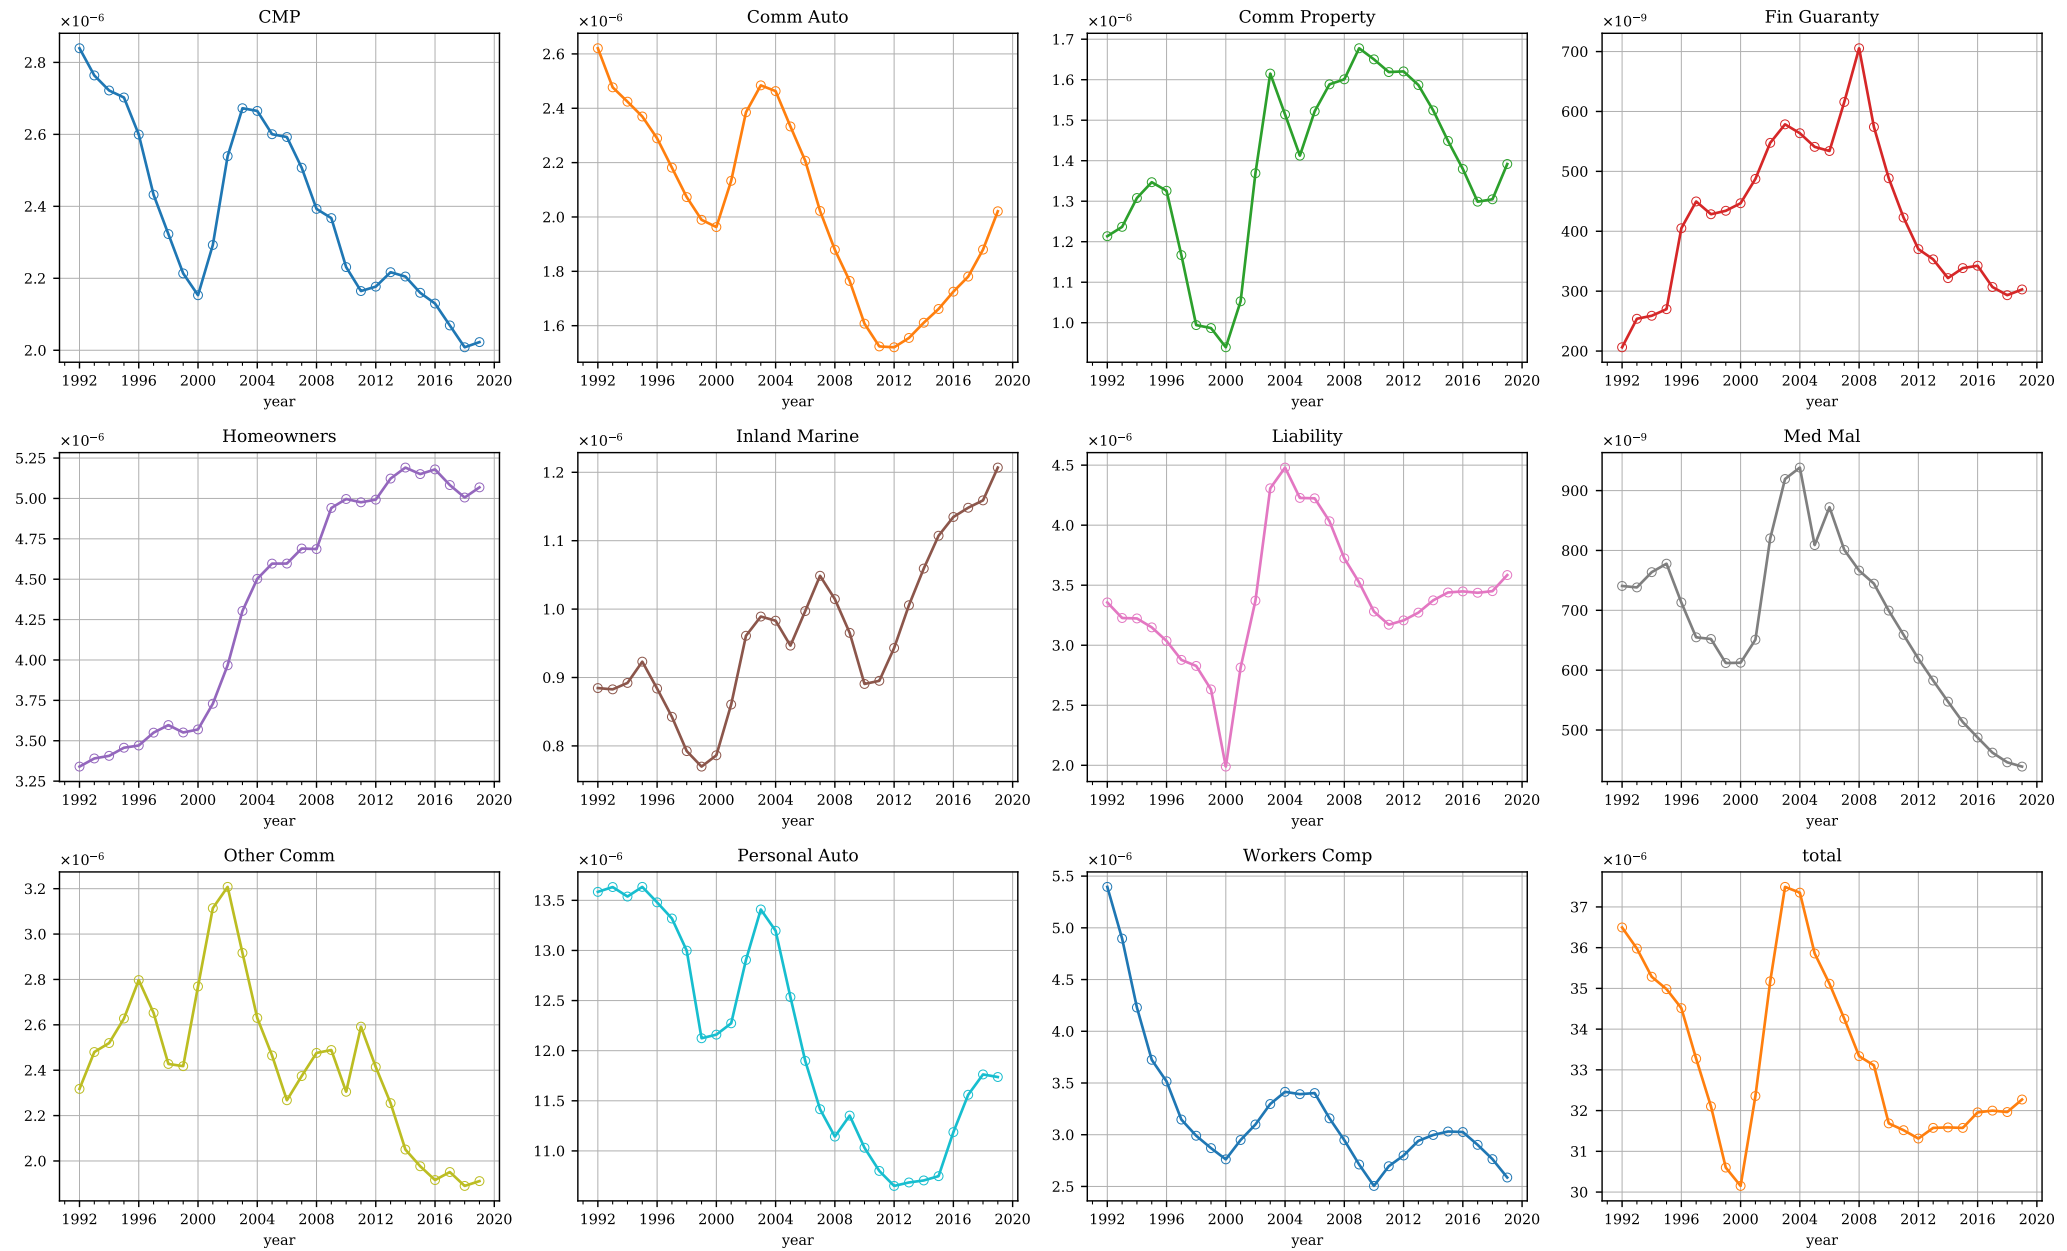 ×10⁻⁶ CMP
2.8
2.6
2.4
2.2
2.0
1992 1996 2000 2004 2008 2012 2016 2020
year
×10⁻⁶ Comm Auto
2.6
2.4
2.2
2.0
1.8
1.6
1992 1996 2000 2004 2008 2012 2016 2020
year
×10⁻⁶ Comm Property
1.7
1.6
1.5
1.4
1.3
1.2
1.1
1.0
1992 1996 2000 2004 2008 2012 2016 2020
year
×10⁻⁹ Fin Guaranty
700
600
500
400
300
200
1992 1996 2000 2004 2008 2012 2016 2020
year
×10⁻⁶ Homeowners
5.25
5.00
4.75
4.50
4.25
4.00
3.75
3.50
3.25
1992 1996 2000 2004 2008 2012 2016 2020
year
×10⁻⁶ Inland Marine
1.2
1.1
1.0
0.9
0.8
1992 1996 2000 2004 2008 2012 2016 2020
year
×10⁻⁶ Liability
4.5
4.0
3.5
3.0
2.5
2.0
1992 1996 2000 2004 2008 2012 2016 2020
year
×10⁻⁹ Med Mal
900
800
700
600
500
1992 1996 2000 2004 2008 2012 2016 2020
year
×10⁻⁶ Other Comm
3.2
3.0
2.8
2.6
2.4
2.2
2.0
1992 1996 2000 2004 2008 2012 2016 2020
year
×10⁻⁶ Personal Auto
13.5
13.0
12.5
12.0
11.5
11.0
1992 1996 2000 2004 2008 2012 2016 2020
year
×10⁻⁶ Workers Comp
5.5
5.0
4.5
4.0
3.5
3.0
2.5
1992 1996 2000 2004 2008 2012 2016 2020
year
×10⁻⁶ total
37
36
35
34
33
32
31
30
1992 1996 2000 2004 2008 2012 2016 2020
year